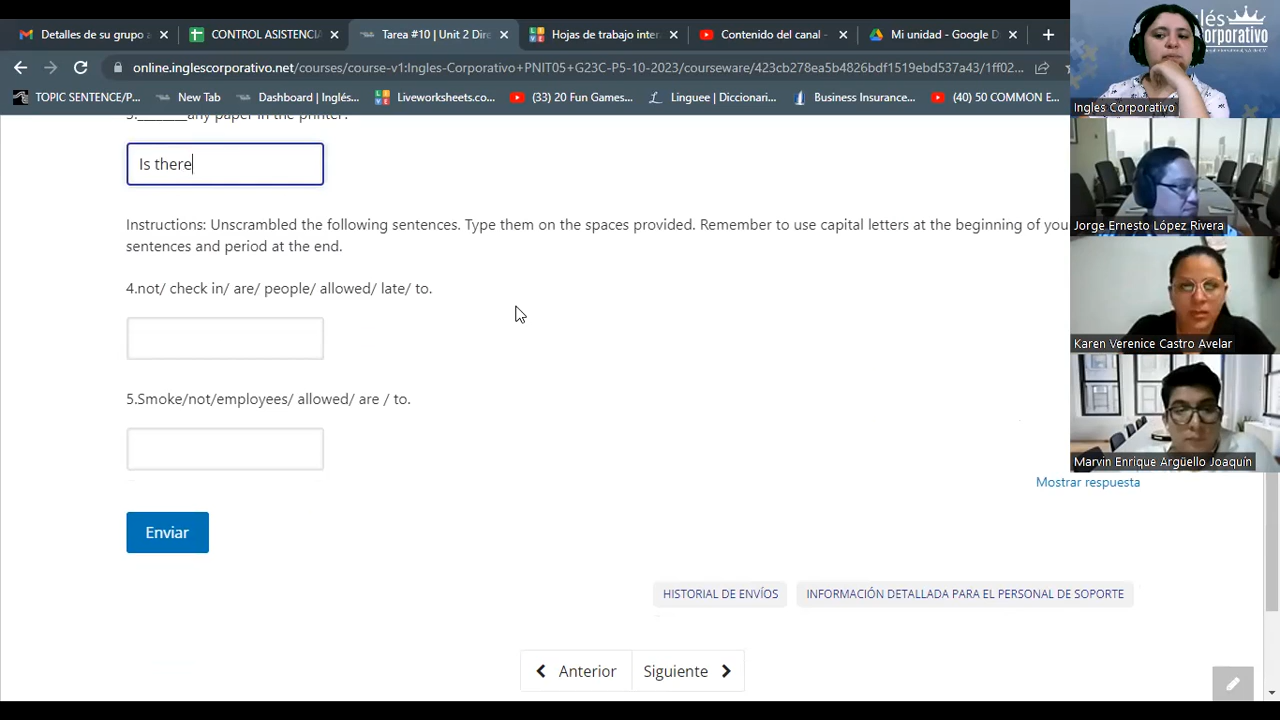 Detalles de su grupo a
CONTROL ASISTENCIA
Tarea #10 | Unit 2 Dire
Hojas de trabajo inter
Contenido del canal -
Mi unidad - Google D
online.inglescorporativo.net/courses/course-v1:Ingles-Corporativo+PNIT05+G23C-P5-10-2023/courseware/423cb278ea5b4826bdf1519ebd537a43/1ff02...
TOPIC SENTENCE/P...
New Tab
Dashboard | Inglés...
Liveworksheets.co...
(33) 20 Fun Games...
Linguee | Diccionari...
Business Insurance...
(40) 50 COMMON E...
Corporativo
Ingles Corporativo
Jorge Ernesto López Rivera
Karen Verenice Castro Avelar
Marvin Enrique Argüello Joaquín
any paper in the printer?
Is there
Instructions: Unscrambled the following sentences. Type them on the spaces provided. Remember to use capital letters at the beginning of you
sentences and period at the end.
4.not/ check in/ are/ people/ allowed/ late/ to.
5.Smoke/not/employees/ allowed/ are / to.
Mostrar respuesta
Enviar
HISTORIAL DE ENVÍOS
INFORMACIÓN DETALLADA PARA EL PERSONAL DE SOPORTE
Anterior
Siguiente